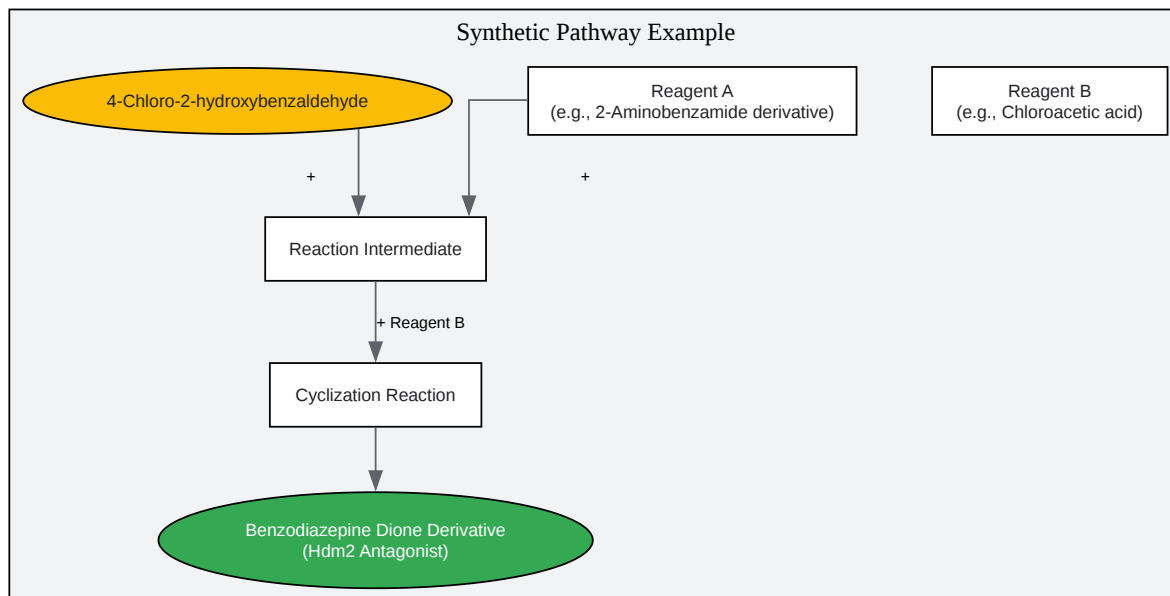 Synthetic Pathway Example
4-Chloro-2-hydroxybenzaldehyde
Reagent A
(e.g., 2-Aminobenzamide derivative)
Reagent B
(e.g., Chloroacetic acid)
+
+
Reaction Intermediate
+ Reagent B
Cyclization Reaction
Benzodiazepine Dione Derivative
(Hdm2 Antagonist)